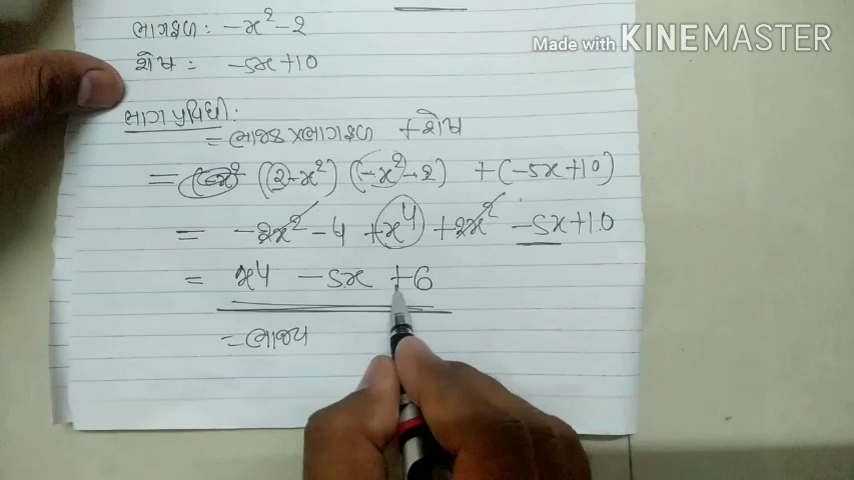 ભાગફળ: -x² - 2
Made with KINEMASTER
શેષ = -5x+10
ભાગ પ્રવિધી:
= ભાજક × ભાગફળ + શેષ
= (2-x²) (-x²-2) + (-5x+10)
= -2x² - 4 + x⁴ + 2x² - 5x + 10
= x4 - 5x + 6
= ભાજ્ય